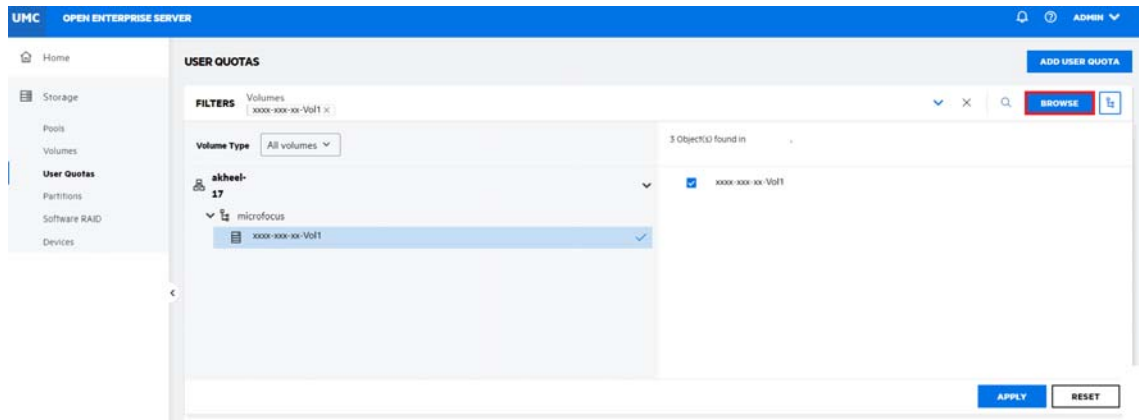 UMC OPEN ENTERPRISE SERVER ADMIN
Home
USER QUOTAS
ADD USER QUOTA
Storage
FILTERS Volumes
xxxx-xxx-xx-Vol1 ×
BROWSE
Pools
Volumes
User Quotas
Partitions
Software RAID
Devices
Volume Type All volumes
3 Object(s) found in
akheel-
17
microfocus
xxxx-xxx-xx-Vol1
xxxx-xxx-xx-Vol1
APPLY RESET